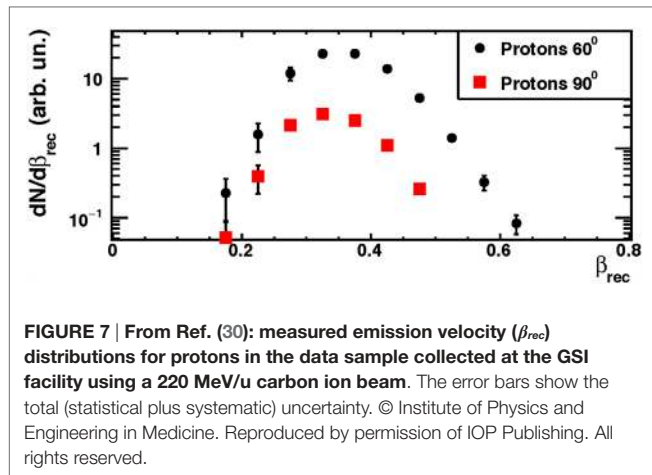 dN/dβrec (arb. un.)
10
1
10⁻¹
Protons 60⁰
Protons 90⁰
0 0.2 0.4 0.6 0.8
βrec
FIGURE 7 | From Ref. (30): measured emission velocity (βrec)
distributions for protons in the data sample collected at the GSI
facility using a 220 MeV/u carbon ion beam. The error bars show the
total (statistical plus systematic) uncertainty. © Institute of Physics and
Engineering in Medicine. Reproduced by permission of IOP Publishing. All
rights reserved.